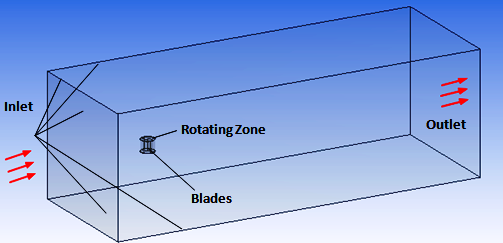 Inlet
Rotating Zone
Outlet
Blades